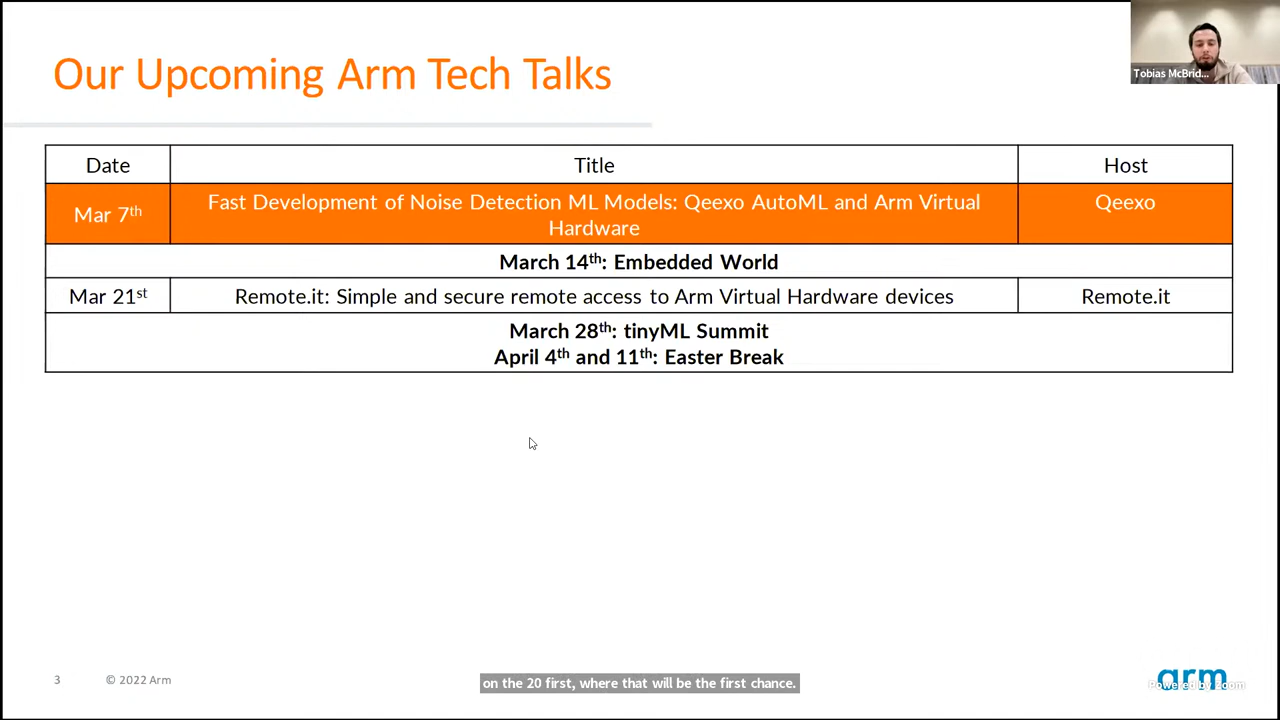 Our Upcoming Arm Tech Talks
Tobias McBrid...
Date Title Host
Mar 7th Fast Development of Noise Detection ML Models: Qeexo AutoML and Arm Virtual Qeexo
Hardware
March 14th: Embedded World
Mar 21st Remote.it: Simple and secure remote access to Arm Virtual Hardware devices Remote.it
March 28th: tinyML Summit
April 4th and 11th: Easter Break
3 © 2022 Arm
on the 20 first, where that will be the first chance.
arm
Powered by Zoom